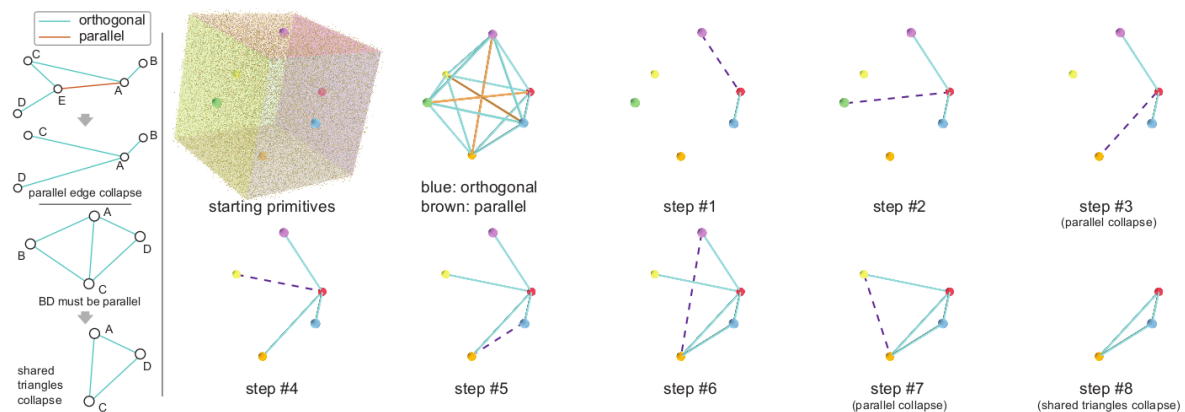 orthogonal
parallel
C
B
E
A
D
C
B
A
D
parallel edge collapse
A
B
D
C
BD must be parallel
A
D
C
shared
triangles
collapse
starting primitives
blue: orthogonal
brown: parallel
step #1
step #2
step #3
(parallel collapse)
step #4
step #5
step #6
step #7
(parallel collapse)
step #8
(shared triangles collapse)